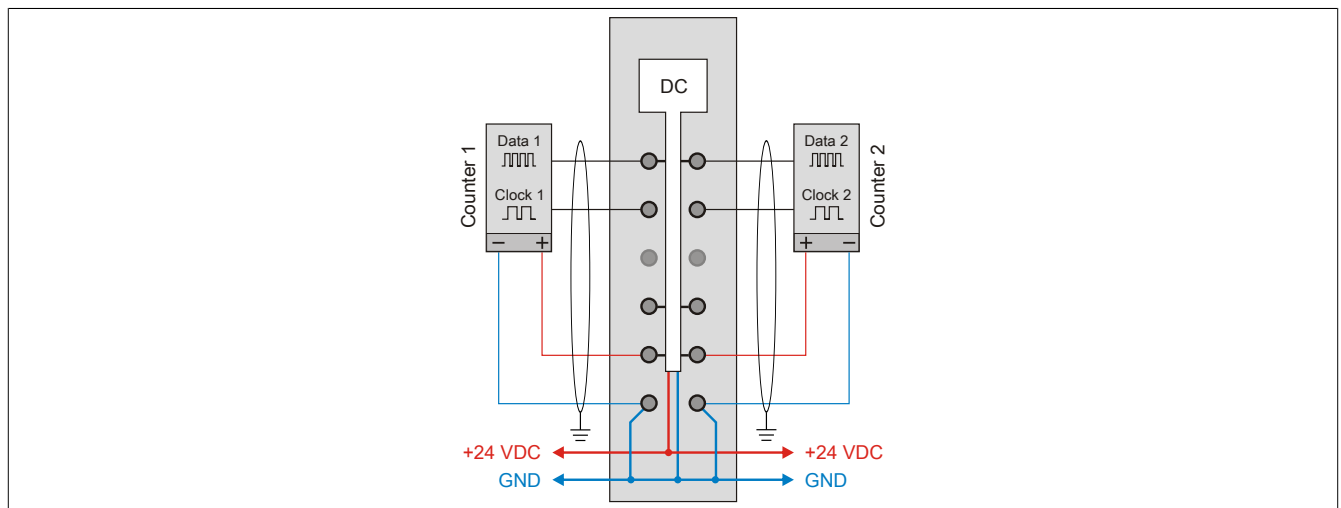 DC
Counter 1
Data 1
Clock 1
− +
Data 2
Clock 2
+ −
Counter 2
+24 VDC
+24 VDC
GND
GND